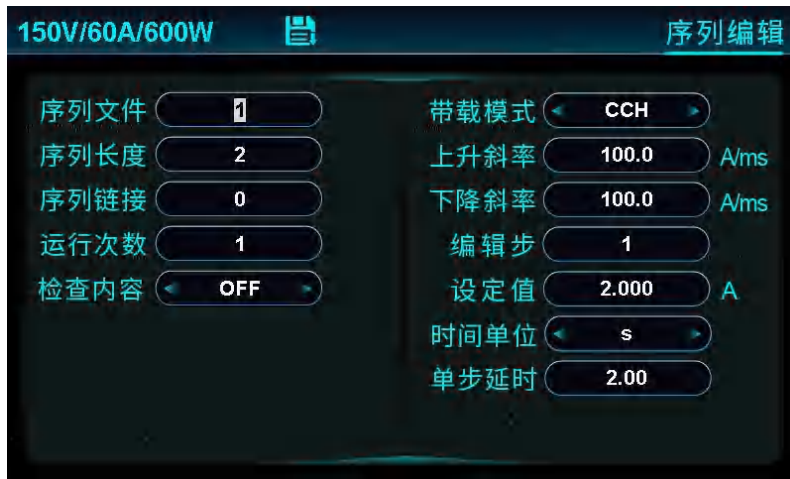 150V/60A/600W 序列编辑
序列文件 1
序列长度 2
序列链接 0
运行次数 1
检查内容 OFF
带载模式 CCH
上升斜率 100.0 A/ms
下降斜率 100.0 A/ms
编辑步 1
设定值 2.000 A
时间单位 s
单步延时 2.00